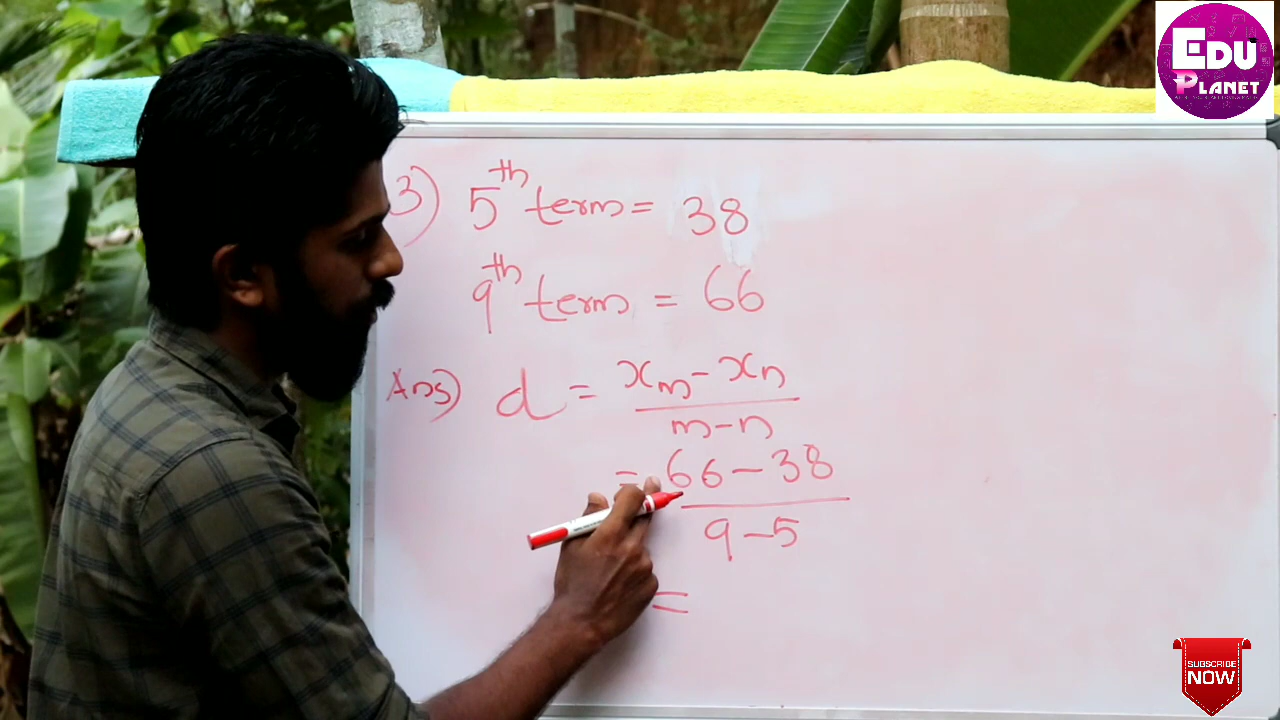 EDU
PLANET
3) 5th term = 38
9th term = 66
Ans) d = xm - xn
m - n
= 66 - 38
9 - 5
=
SUBSCRIBE
NOW